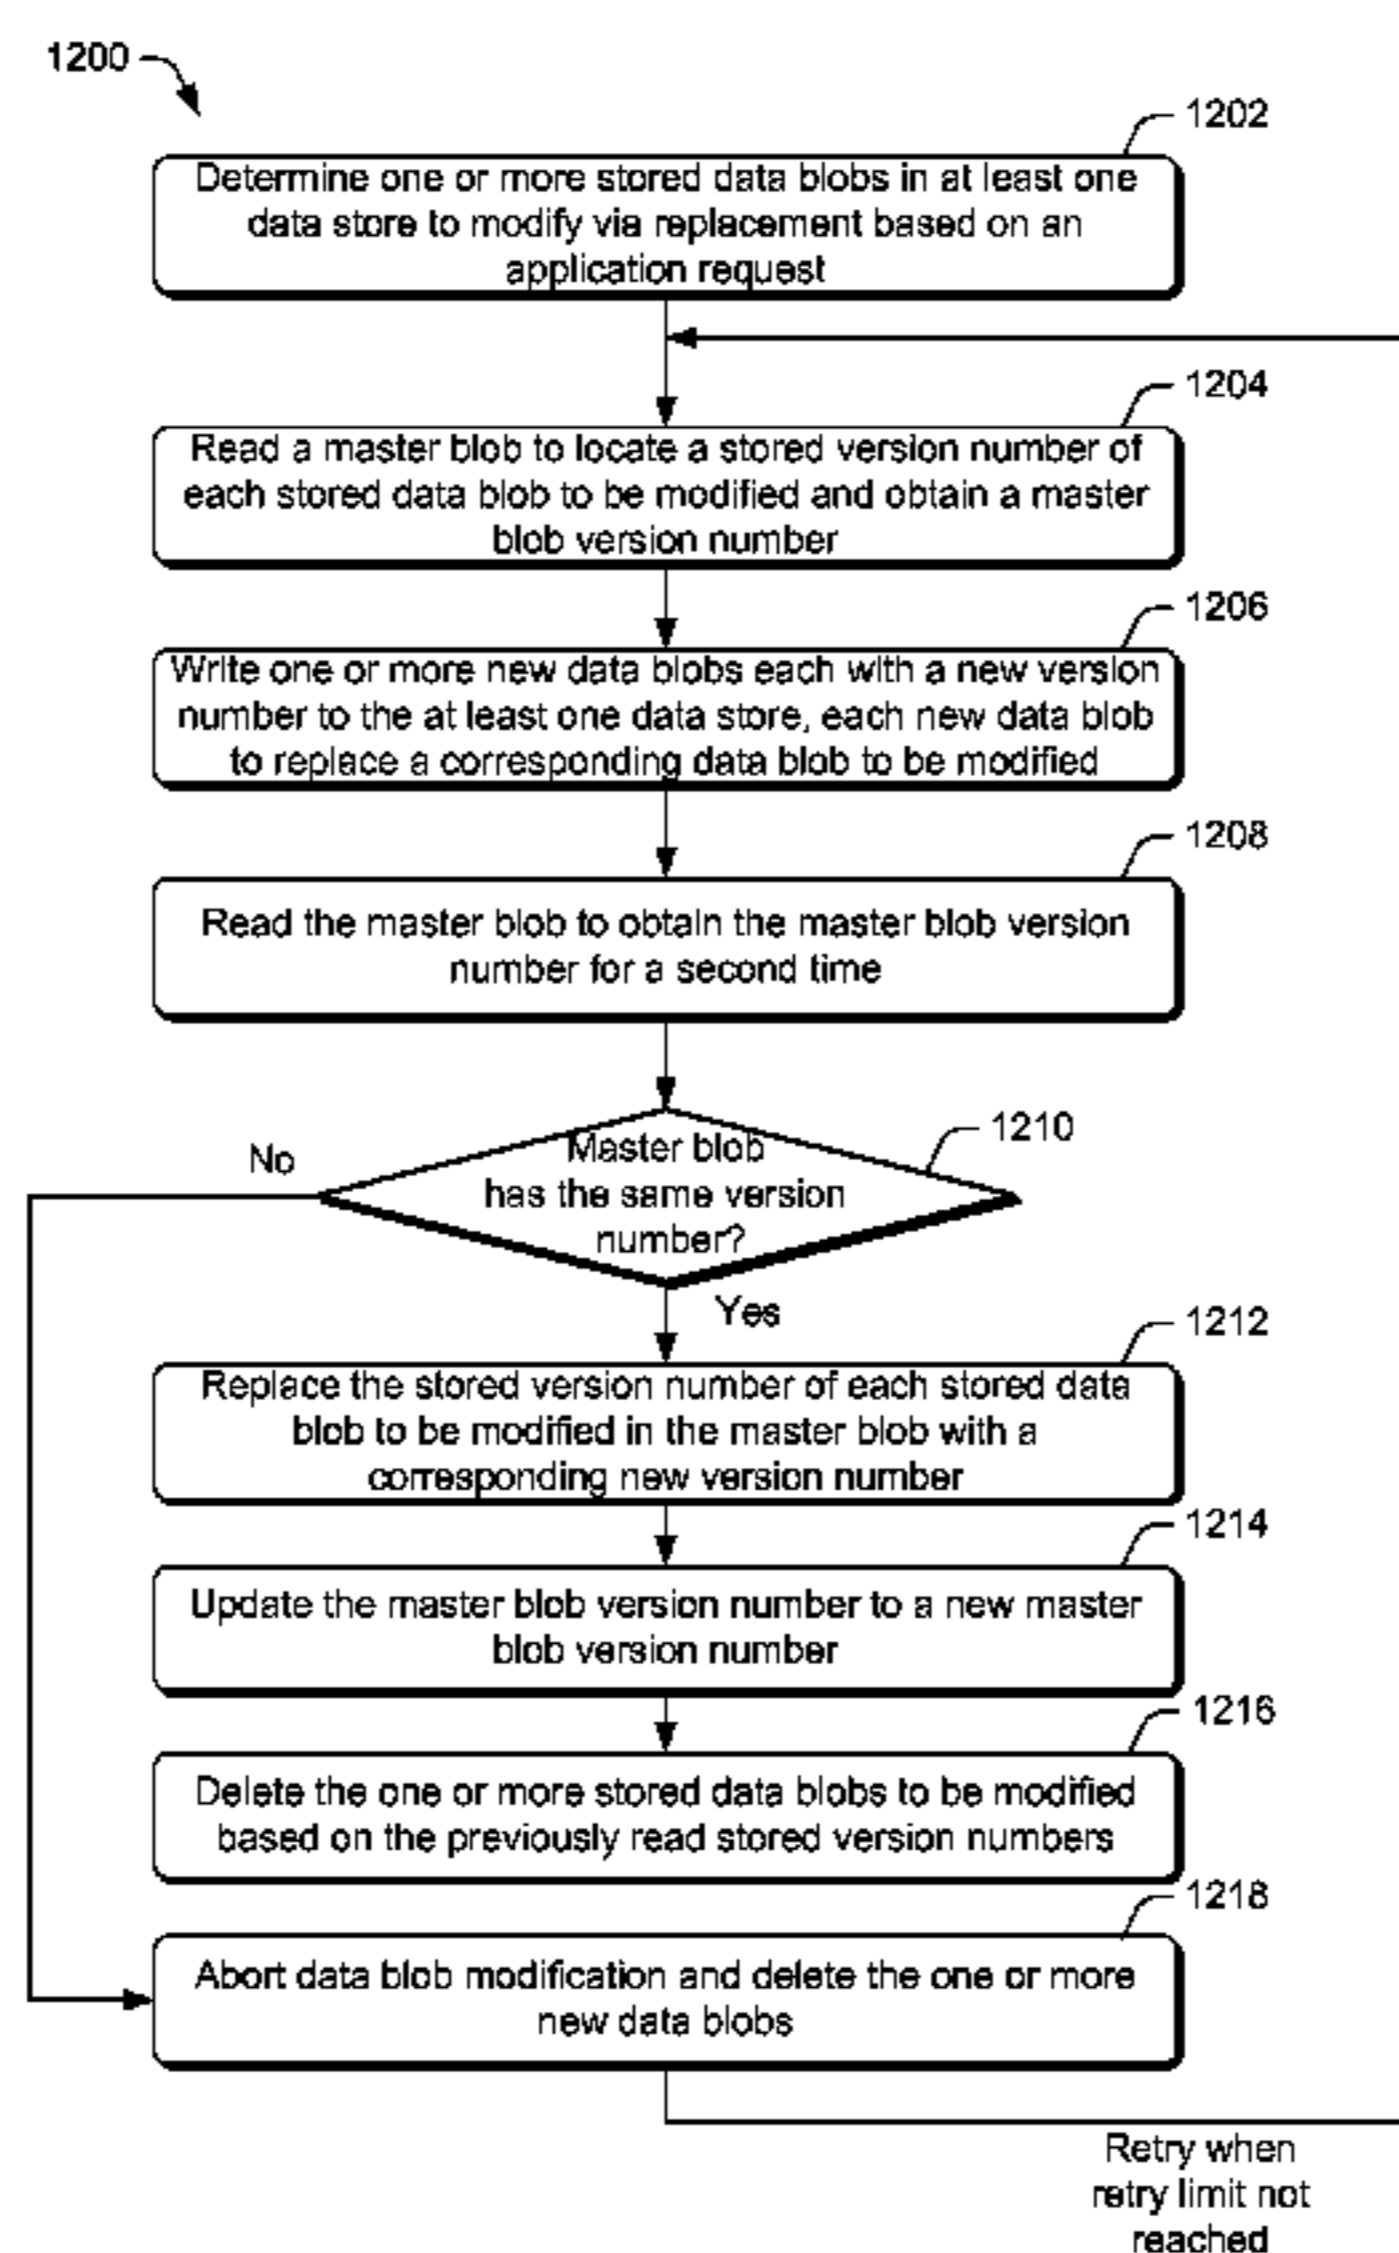 1200
1202
Determine one or more stored data blobs in at least one
data store to modify via replacement based on an
application request
1204
Read a master blob to locate a stored version number of
each stored data blob to be modified and obtain a master
blob version number
1206
Write one or more new data blobs each with a new version
number to the at least one data store, each new data blob
to replace a corresponding data blob to be modified
1208
Read the master blob to obtain the master blob version
number for a second time
1210
No
Master blob
has the same version
number?
Yes
1212
Replace the stored version number of each stored data
blob to be modified in the master blob with a
corresponding new version number
1214
Update the master blob version number to a new master
blob version number
1216
Delete the one or more stored data blobs to be modified
based on the previously read stored version numbers
1218
Abort data blob modification and delete the one or more
new data blobs
Retry when
retry limit not
reached